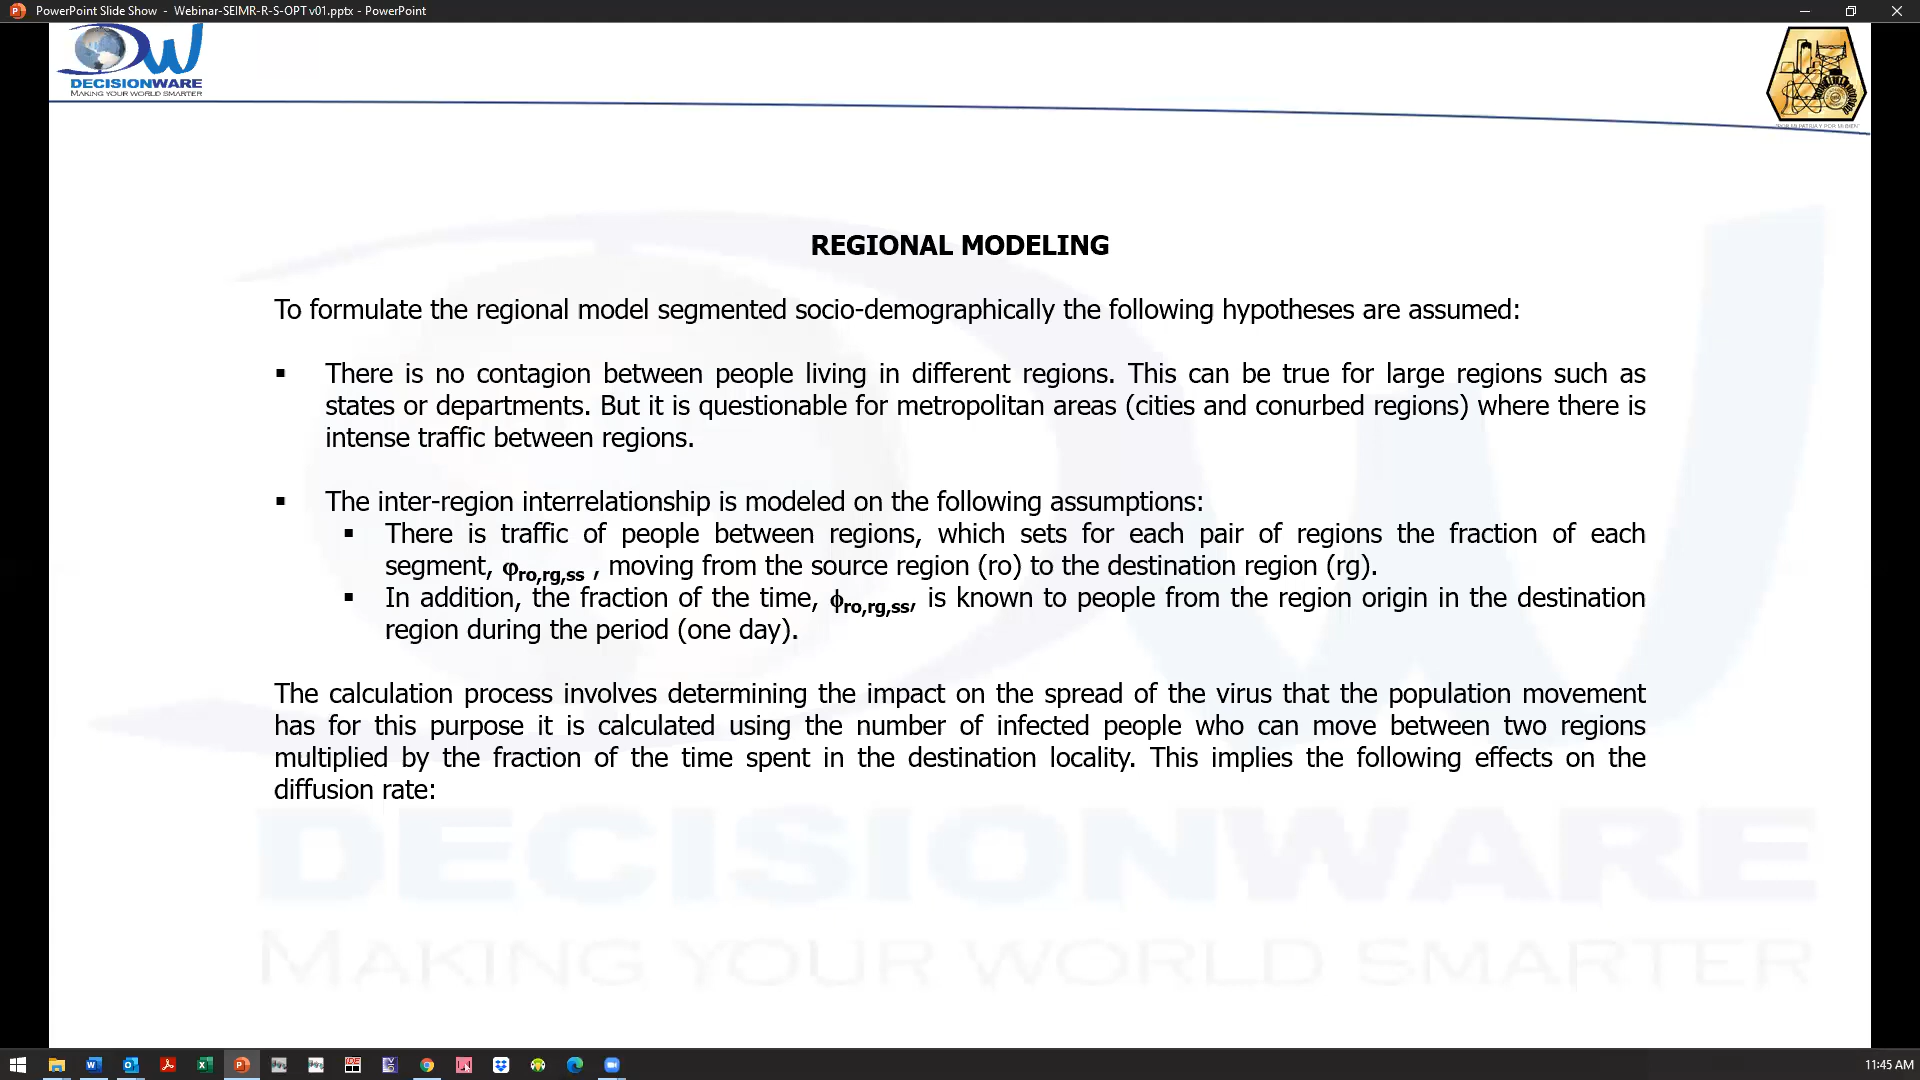 PowerPoint Slide Show - Webinar-SEIMR-R-S-OPT v01.pptx - PowerPoint
DW
DECISIONWARE
MAKING YOUR WORLD SMARTER
REGIONAL MODELING
To formulate the regional model segmented socio-demographically the following hypotheses are assumed:
▪ There is no contagion between people living in different regions. This can be true for large regions such as
states or departments. But it is questionable for metropolitan areas (cities and conurbed regions) where there is
intense traffic between regions.
▪ The inter-region interrelationship is modeled on the following assumptions:
▪ There is traffic of people between regions, which sets for each pair of regions the fraction of each
segment, φro,rg,ss , moving from the source region (ro) to the destination region (rg).
▪ In addition, the fraction of the time, ϕro,rg,ss, is known to people from the region origin in the destination
region during the period (one day).
The calculation process involves determining the impact on the spread of the virus that the population movement
has for this purpose it is calculated using the number of infected people who can move between two regions
multiplied by the fraction of the time spent in the destination locality. This implies the following effects on the
diffusion rate:
DECISIONWARE
MAKING YOUR WORLD SMARTER
11:45 AM